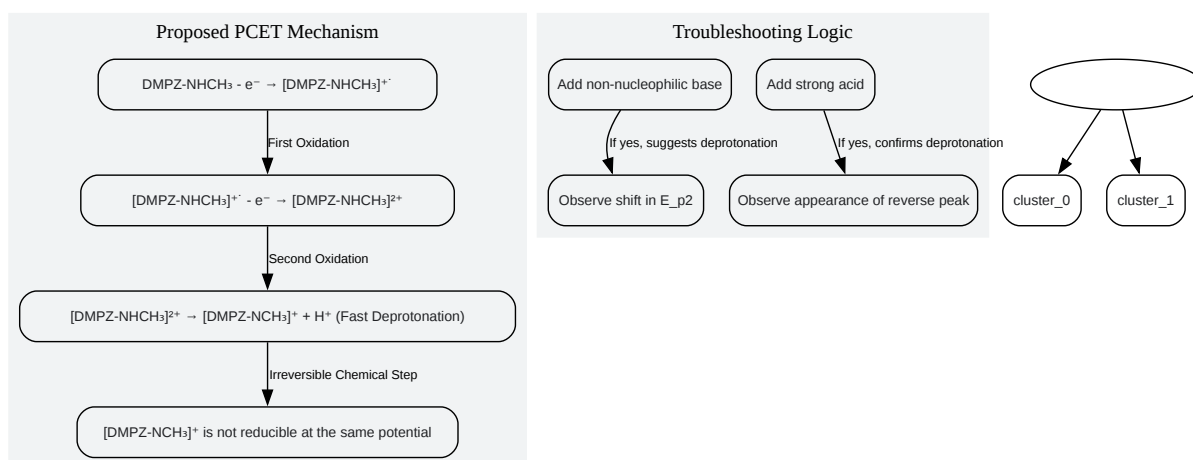 Proposed PCET Mechanism
DMPZ-NHCH₃ - e⁻ → [DMPZ-NHCH₃]⁺˙
First Oxidation
[DMPZ-NHCH₃]⁺˙ - e⁻ → [DMPZ-NHCH₃]²⁺
Second Oxidation
[DMPZ-NHCH₃]²⁺ → [DMPZ-NCH₃]⁺ + H⁺ (Fast Deprotonation)
Irreversible Chemical Step
[DMPZ-NCH₃]⁺ is not reducible at the same potential
Troubleshooting Logic
Add non-nucleophilic base
Add strong acid
If yes, suggests deprotonation
If yes, confirms deprotonation
Observe shift in E_p2
Observe appearance of reverse peak
cluster_0
cluster_1